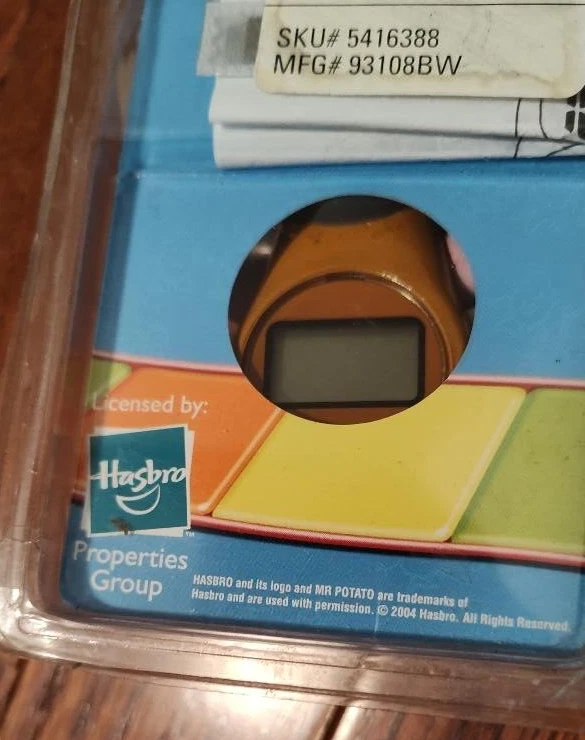 SKU# 5416388
MFG# 93108BW
Licensed by:
Hasbro
™
Properties
Group
HASBRO and its logo and MR POTATO are trademarks of
Hasbro and are used with permission. © 2004 Hasbro. All Rights Reserved.